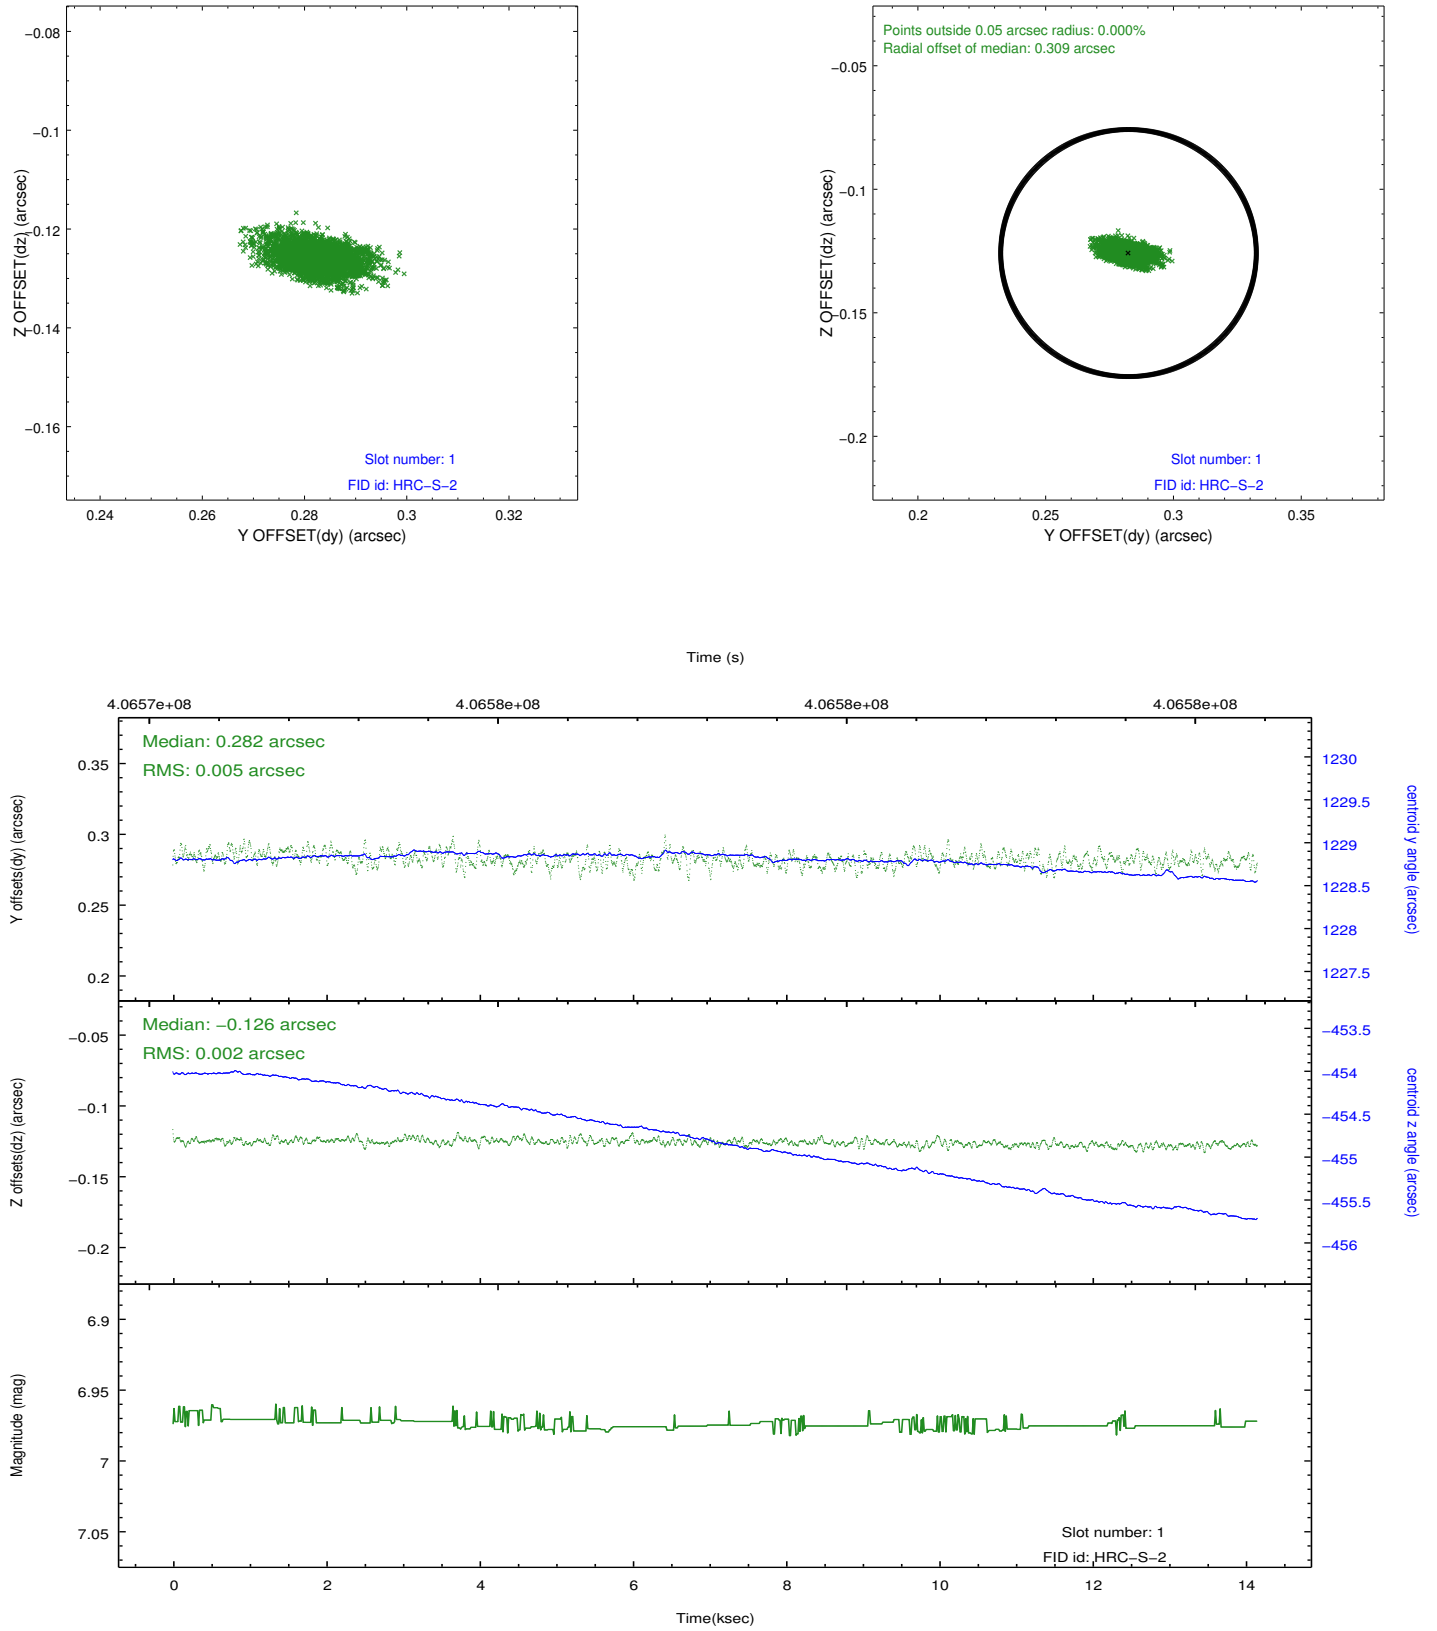 −0.08
−0.1
−0.12
−0.14
−0.16
Z OFFSET(dz) (arcsec)
Slot number: 1
FID id: HRC−S−2
0.24
0.26
0.28
0.3
0.32
Y OFFSET(dy) (arcsec)
Points outside 0.05 arcsec radius: 0.000%
Radial offset of median: 0.309 arcsec
−0.05
−0.1
−0.15
−0.2
Z OFFSET(dz) (arcsec)
Slot number: 1
FID id: HRC−S−2
0.2
0.25
0.3
0.35
Y OFFSET(dy) (arcsec)
Time (s)
4.0657e+08
4.0658e+08
4.0658e+08
4.0658e+08
Median: 0.282 arcsec
RMS: 0.005 arcsec
0.35
0.3
0.25
0.2
Y offsets(dy) (arcsec)
1230
1229.5
1229
1228.5
1228
1227.5
centroid y angle (arcsec)
Median: −0.126 arcsec
RMS: 0.002 arcsec
−0.05
−0.1
−0.15
−0.2
Z offsets(dz) (arcsec)
−453.5
−454
−454.5
−455
−455.5
−456
centroid z angle (arcsec)
6.9
6.95
7
7.05
Magnitude (mag)
Slot number: 1
FID id: HRC−S−2
0
2
4
6
8
10
12
14
Time(ksec)